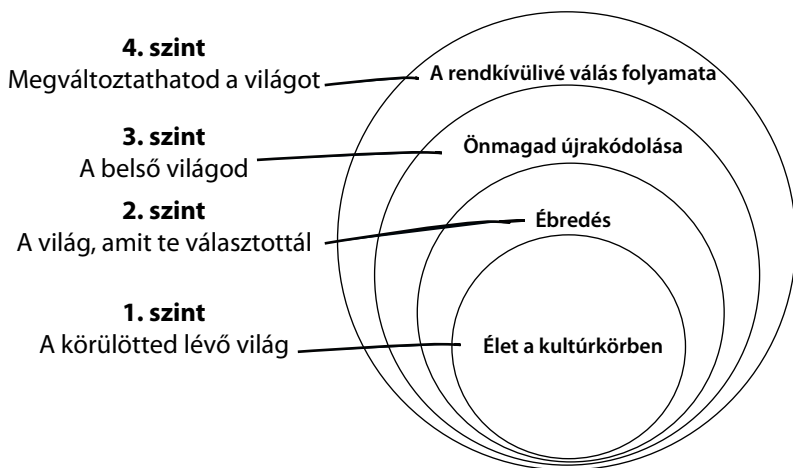 4. szint
Megváltoztathatod a világot
A rendkívülivé válás folyamata
3. szint
A belső világod
Önmagad újrakódolása
2. szint
A világ, amit te választottál
Ébredés
1. szint
A körülötted lévő világ
Élet a kultúrkörben